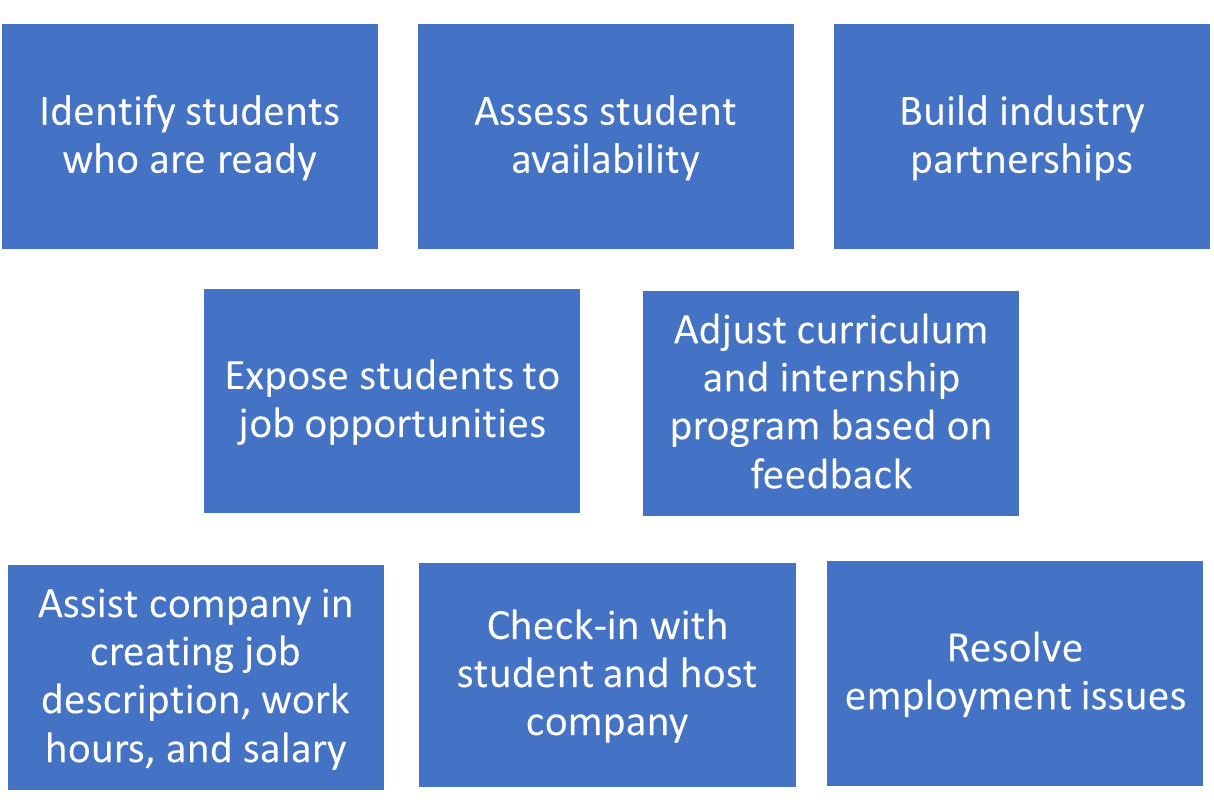 Identify students
who are ready
Assess student
availability
Build industry
partnerships
Expose students to
job opportunities
Adjust curriculum
and internship
program based on
feedback
Assist company in
creating job
description, work
hours, and salary
Check-in with
student and host
company
Resolve
employment issues